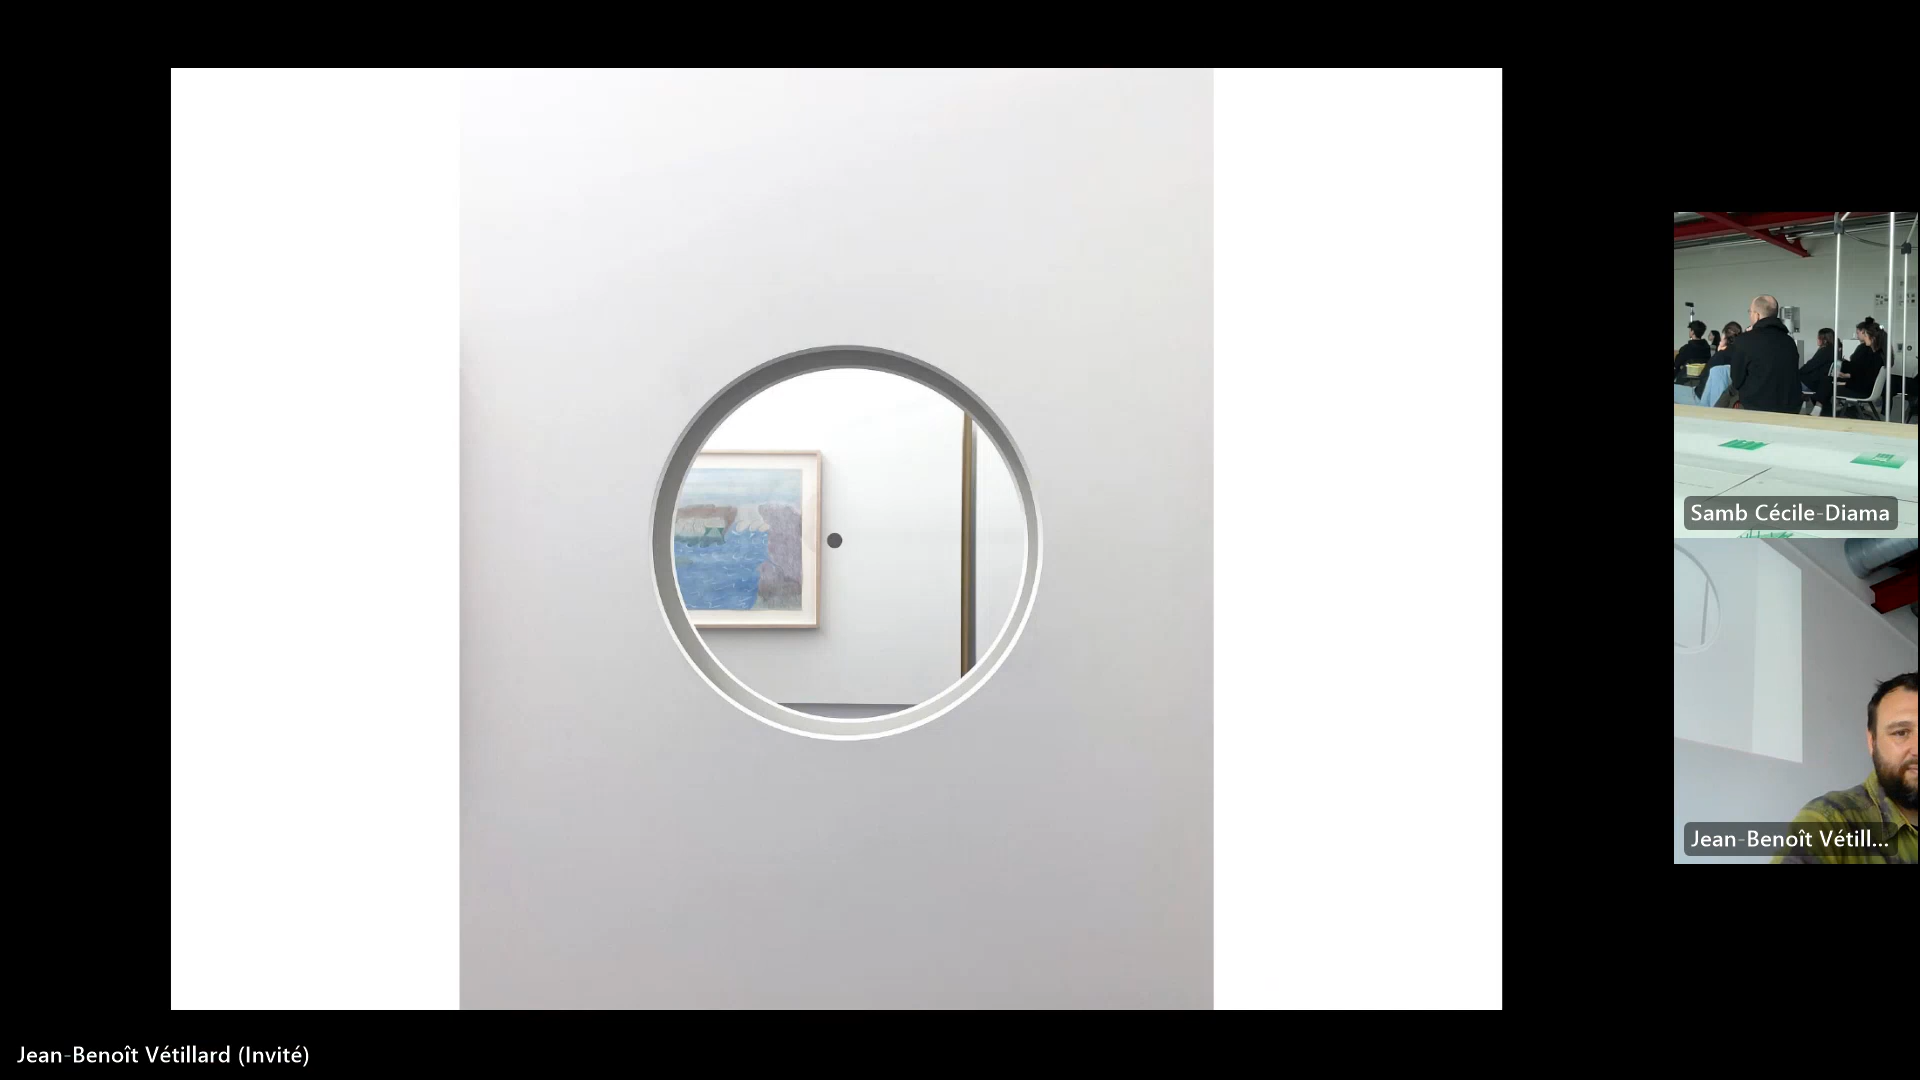 Samb Cécile-Diama
Jean-Benoît Vétill...
Jean-Benoît Vétillard (Invité)